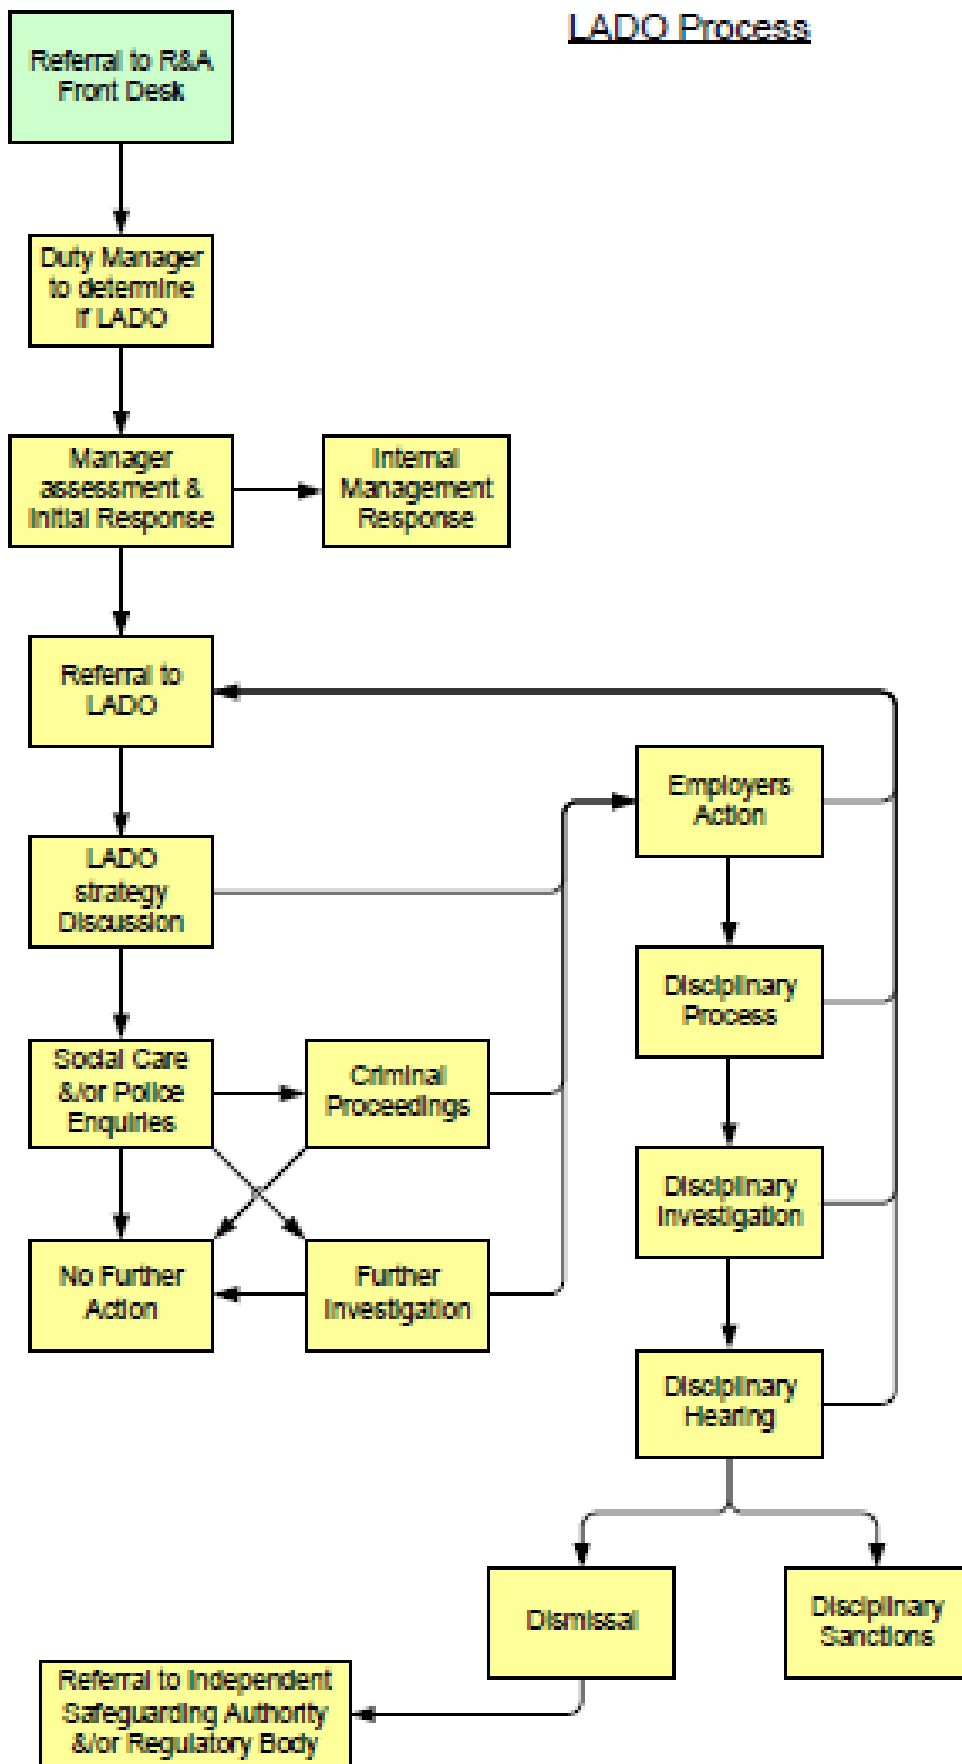 LADO Process
Referral to R&A
Front Desk
Duty Manager
to determine
if LADO
Manager
assessment &
Initial Response
Internal
Management
Response
Referral to
LADO
Employers
Action
LADO
strategy
Discussion
Disciplinary
Process
Social Care
&/or Police
Enquiries
Criminal
Proceedings
Disciplinary
Investigation
No Further
Action
Further
Investigation
Disciplinary
Hearing
Dismissal
Disciplinary
Sanctions
Referral to Independent
Safeguarding Authority
&/or Regulatory Body